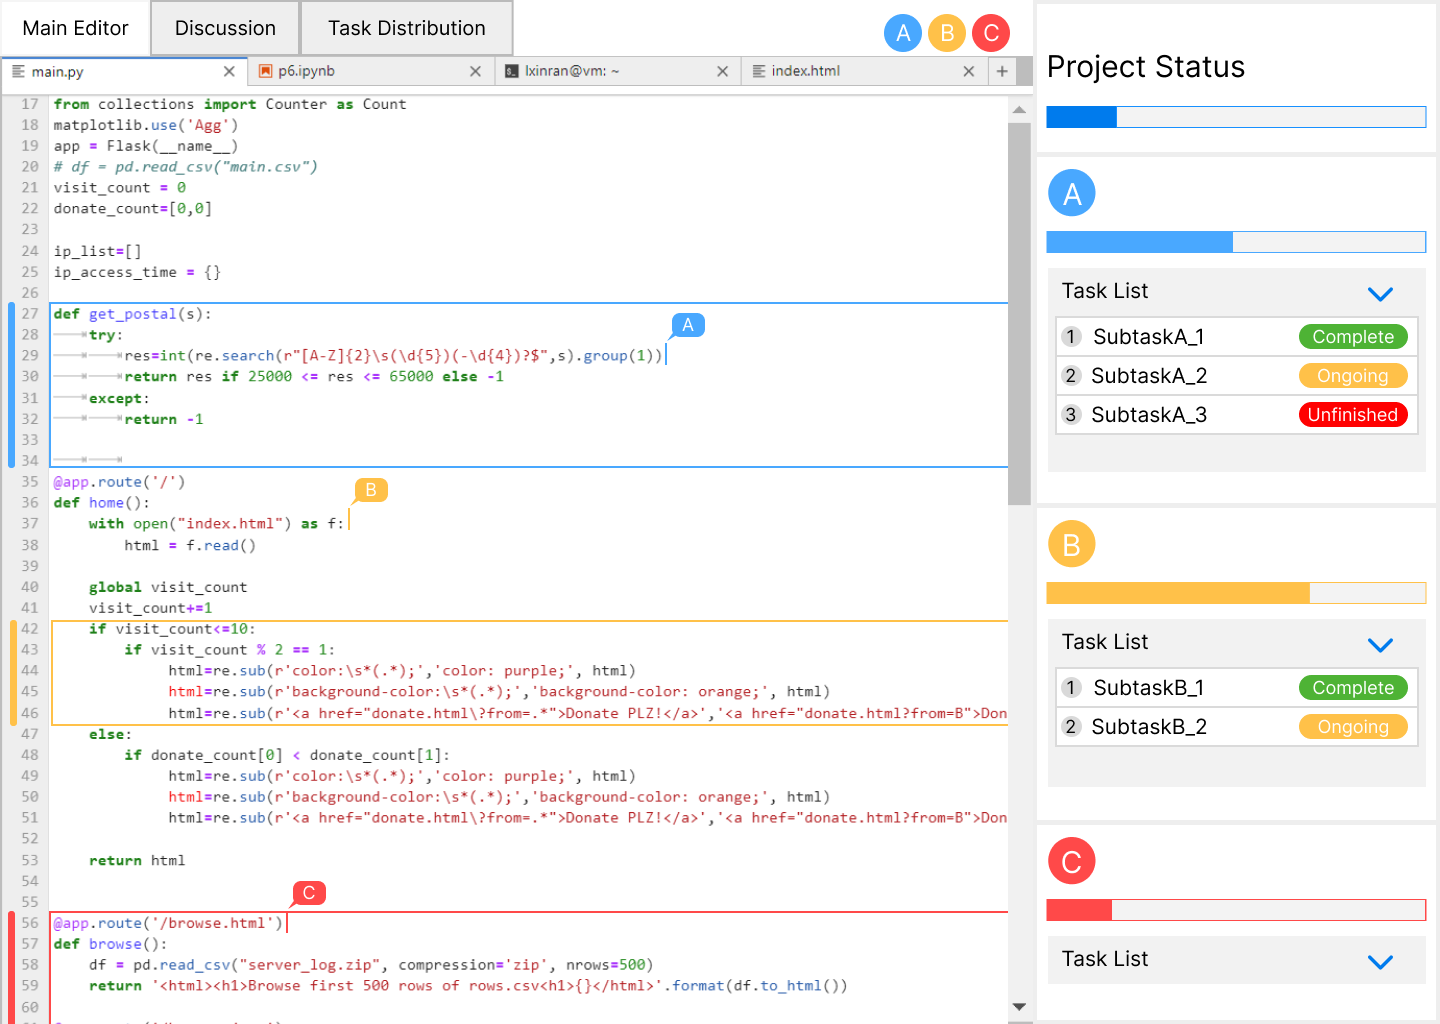 Main Editor
Discussion
Task Distribution
A
B
C
main.py
p6.ipynb
lxinran@vm: ~
index.html
17 from collections import Counter as Count
18 matplotlib.use('Agg')
19 app = Flask(__name__)
20 # df = pd.read_csv("main.csv")
21 visit_count = 0
22 donate_count=[0,0]
23
24 ip_list=[]
25 ip_access_time = {}
26
27 def get_postal(s):
A
28 try:
29 res=int(re.search(r"[A-Z]{2}\s(\d{5})(-\d{4})?$",s).group(1))
30 return res if 25000 <= res <= 65000 else -1
31 except:
32 return -1
33
34
35 @app.route('/')
B
36 def home():
37 with open("index.html") as f:
38 html = f.read()
39
40 global visit_count
41 visit_count+=1
42 if visit_count<=10:
43 if visit_count % 2 == 1:
44 html=re.sub(r'color:\s*(.*);','color: purple;', html)
45 html=re.sub(r'background-color:\s*(.*);','background-color: orange;', html)
46 html=re.sub(r'<a href="donate.html\?from=.*">Donate PLZ!</a>','<a href="donate.html?from=B">Don
47 else:
48 if donate_count[0] < donate_count[1]:
49 html=re.sub(r'color:\s*(.*);','color: purple;', html)
50 html=re.sub(r'background-color:\s*(.*);','background-color: orange;', html)
51 html=re.sub(r'<a href="donate.html\?from=.*">Donate PLZ!</a>','<a href="donate.html?from=B">Don
52
53 return html
54
55
C
56 @app.route('/browse.html')
57 def browse():
58 df = pd.read_csv("server_log.zip", compression='zip', nrows=500)
59 return '<html><h1>Browse first 500 rows of rows.csv<h1>{}</html>'.format(df.to_html())
60
Project Status
A
Task List
1 SubtaskA_1 Complete
2 SubtaskA_2 Ongoing
3 SubtaskA_3 Unfinished
B
Task List
1 SubtaskB_1 Complete
2 SubtaskB_2 Ongoing
C
Task List